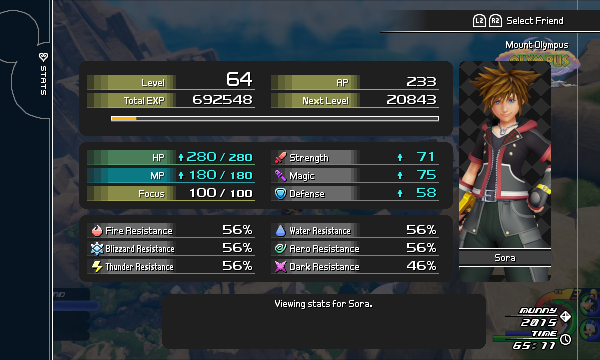 L2 R2 Select Friend
Mount Olympus
OLYMPUS
STATS
Level 64 AP 233
Total EXP 692548 Next Level 20843
HP 280 / 280 Strength 71
MP 180 / 180 Magic 75
Focus 100 / 100 Defense 58
Fire Resistance 56% Water Resistance 56%
Blizzard Resistance 56% Aero Resistance 56%
Thunder Resistance 56% Dark Resistance 46%
Sora
Viewing stats for Sora.
MUNNY
2015
TIME
65:11